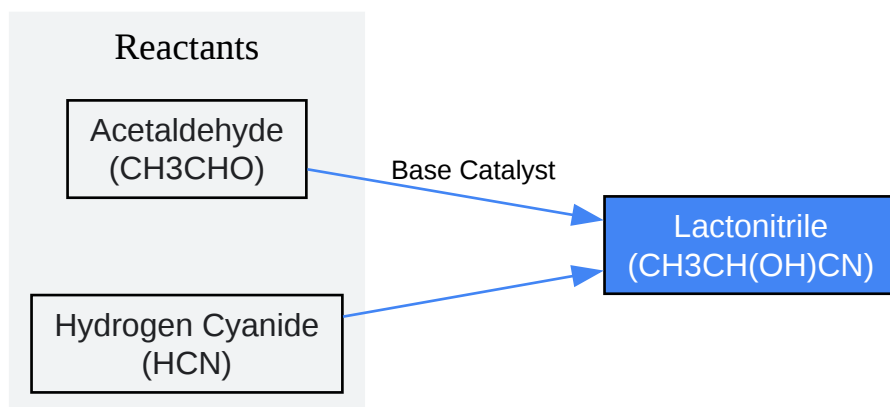 Reactants
Acetaldehyde
(CH3CHO)
Base Catalyst
Lactonitrile
(CH3CH(OH)CN)
Hydrogen Cyanide
(HCN)